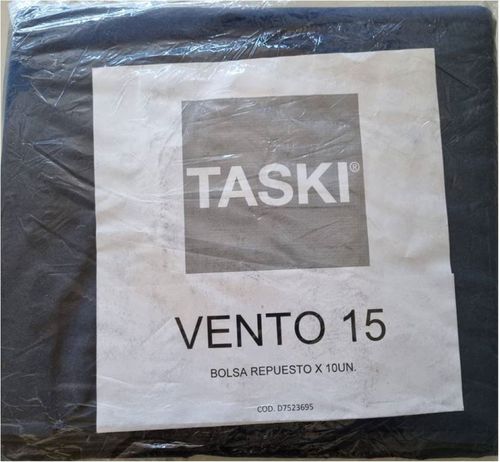 TASKI®
VENTO 15
BOLSA REPUESTO X 10UN.
COD. D7523695